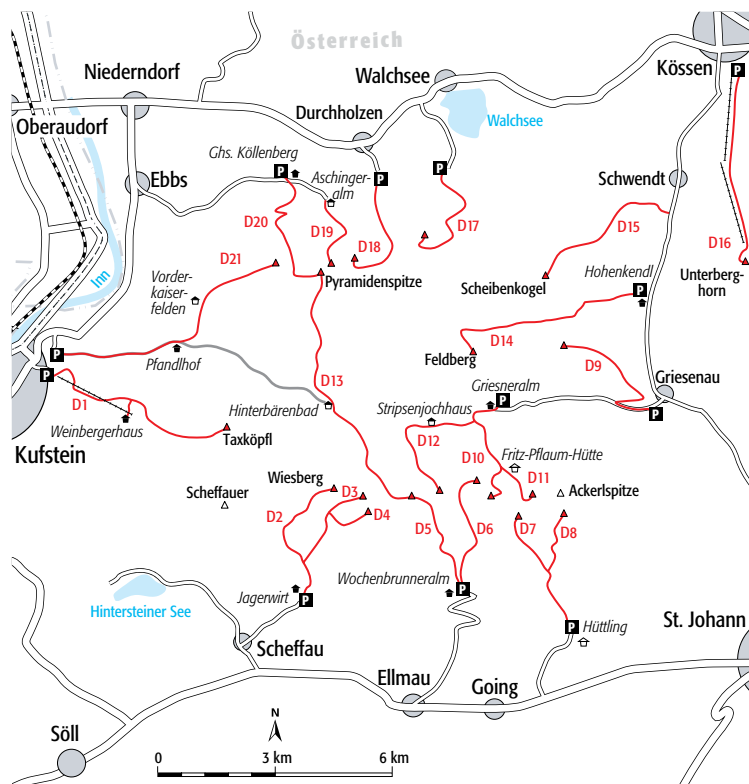 Österreich
Niederndorf
Walchsee
Kössen
P
Oberaudorf
Durchholzen
Walchsee
Ghs. Köllenberg
P
Aschinger-
alm
P
P
Ebbs
Schwendt
D20
D19
D18
D17
D15
D16
D21
Pyramidenspitze
Scheibenkogel
Hohenkendl
P
Unterberg-
horn
Inn
Vorder-
kaiser-
felden
P
Pfandlhof
D14
Feldberg
D9
P
D1
D13
Griesneralm
P
Griesenau
P
Weinbergerhaus
Hinterbärenbad
Stripsenjochhaus
Taxköpfl
Kufstein
D12
D10
Fritz-Pflaum-Hütte
D11
Ackerlspitze
Scheffauer
Wiesberg
D3
D2
D4
D5
D6
D7
D8
Hintersteiner See
Jagerwirt
P
Wochenbrunneralm
P
P
Hüttling
St. Johann
Scheffau
Ellmau
Going
Söll
N
0
3 km
6 km